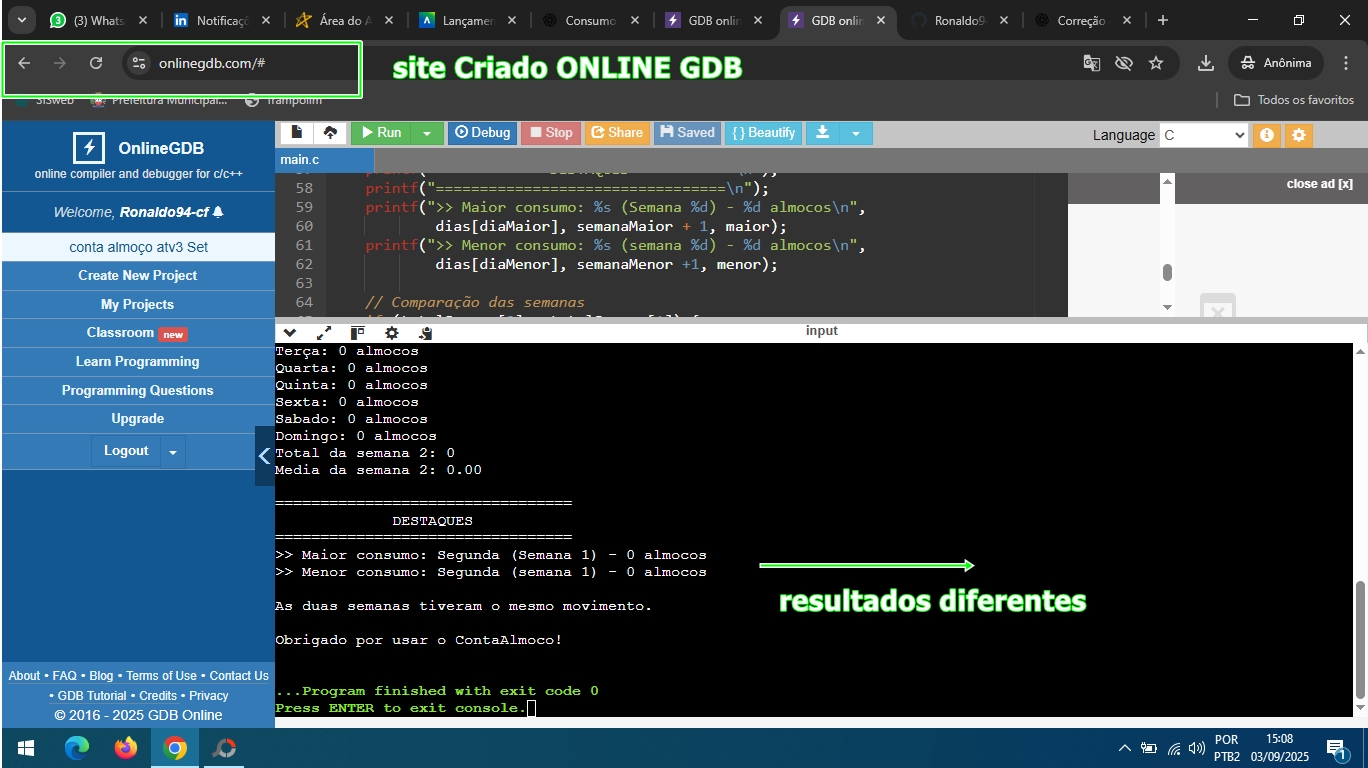 (3) Whats
Notificaçõ
Área do A
Lançamer
Consumo
GDB onlin
GDB onlin
Ronaldo9
Correção
onlinegdb.com/#
site Criado ONLINE GDB
Anônima
313web
Prefeitura Municipal...
Trampolim
Todos os favoritos
OnlineGDB
online compiler and debugger for c/c++
Welcome, Ronaldo94-cf
conta almoço atv3 Set
Create New Project
My Projects
Classroom new
Learn Programming
Programming Questions
Upgrade
Logout
About • FAQ • Blog • Terms of Use • Contact Us
• GDB Tutorial • Credits • Privacy
© 2016 - 2025 GDB Online
Run
Debug
Stop
Share
Saved
{ } Beautify
Language C
main.c
close ad [x]
58 printf("=================================\n");
59 printf(">> Maior consumo: %s (Semana %d) - %d almocos\n",
60 dias[diaMaior], semanaMaior + 1, maior);
61 printf(">> Menor consumo: %s (semana %d) - %d almocos\n",
62 dias[diaMenor], semanaMenor +1, menor);
63
64 // Comparação das semanas
input
Terça: 0 almocos
Quarta: 0 almocos
Quinta: 0 almocos
Sexta: 0 almocos
Sabado: 0 almocos
Domingo: 0 almocos
Total da semana 2: 0
Media da semana 2: 0.00
=================================
DESTAQUES
=================================
>> Maior consumo: Segunda (Semana 1) - 0 almocos
>> Menor consumo: Segunda (semana 1) - 0 almocos
resultados diferentes
As duas semanas tiveram o mesmo movimento.
Obrigado por usar o ContaAlmoco!
...Program finished with exit code 0
Press ENTER to exit console.
POR
PTB2
15:08
03/09/2025
1